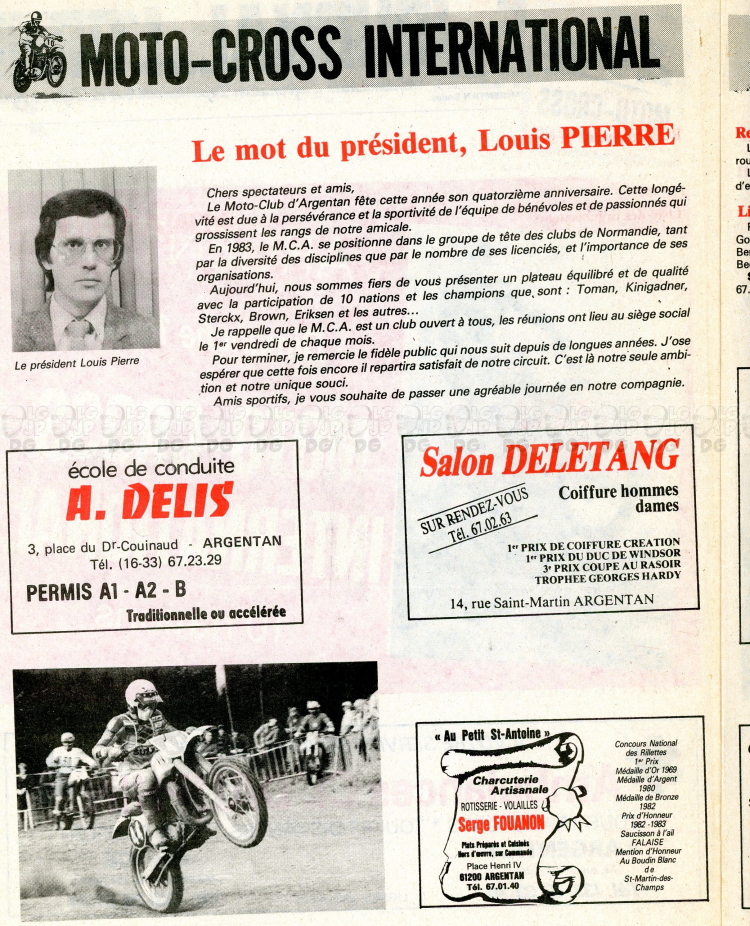 MOTO-CROSS INTERNATIONAL
Le mot du président, Louis PIERRE
Chers spectateurs et amis,
Le Moto-Club d'Argentan fête cette année son quatorzième anniversaire. Cette longé-
vité est due à la persévérance et la sportivité de l'équipe de bénévoles et de passionnés qui
grossissent les rangs de notre amicale.
En 1983, le M.C.A. se positionne dans le groupe de tête des clubs de Normandie, tant
par la diversité des disciplines que par le nombre de ses licenciés, et l'importance de ses
organisations.
Aujourd'hui, nous sommes fiers de vous présenter un plateau équilibré et de qualité
avec la participation de 10 nations et les champions que sont : Toman, Kinigadner,
Sterckx, Brown, Eriksen et les autres...
Je rappelle que le M.C.A. est un club ouvert à tous, les réunions ont lieu au siège social
le 1er vendredi de chaque mois.
Pour terminer, je remercie le fidèle public qui nous suit depuis de longues années. J'ose
espérer que cette fois encore il repartira satisfait de notre circuit. C'est là notre seule ambi-
tion et notre unique souci.
Amis sportifs, je vous souhaite de passer une agréable journée en notre compagnie.
Le président Louis Pierre
école de conduite
A. DELIS
3, place du Dr-Couinaud - ARGENTAN
Tél. (16-33) 67.23.29
PERMIS A1 - A2 - B
Traditionnelle ou accélérée
Salon DELETANG
SUR RENDEZ-VOUS
Tél. 67.02.63
Coiffure hommes
dames
1er PRIX DE COIFFURE CREATION
1er PRIX DU DUC DE WINDSOR
3e PRIX COUPE AU RASOIR
TROPHEE GEORGES HARDY
14, rue Saint-Martin ARGENTAN
« Au Petit St-Antoine »
Charcuterie
Artisanale
ROTISSERIE - VOLAILLES
Serge FOUANON
Plats Préparés et Cuisinés
Hors d'œuvre, sur Commande
Place Henri IV
61200 ARGENTAN
Tél. 67.01.40
Concours National
des Rillettes
1er Prix
Médaille d'Or 1969
Médaille d'Argent
1980
Médaille de Bronze
1982
Prix d'Honneur
1982 - 1983
Saucisson à l'ail
FALAISE
Mention d'Honneur
Au Boudin Blanc
de
St-Martin-des-
Champs